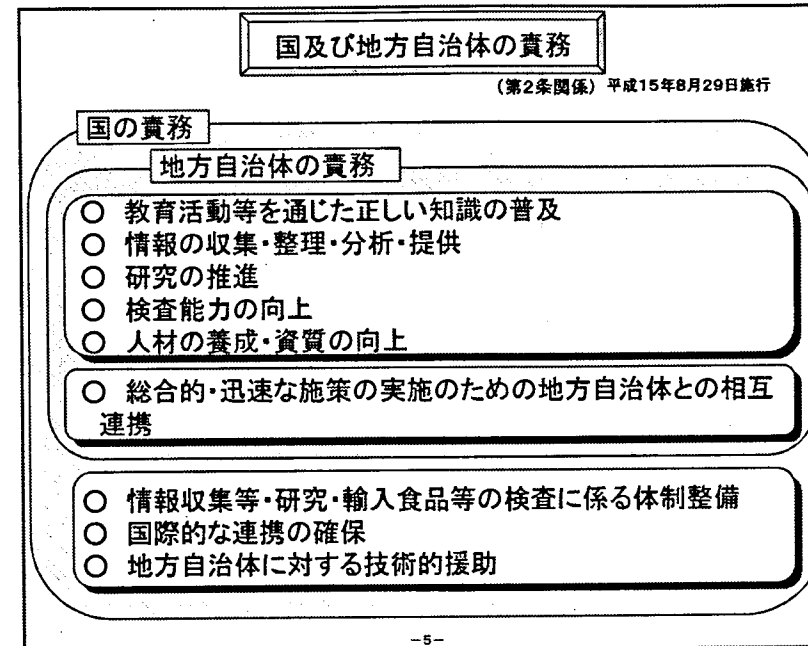 国及び地方自治体の責務
（第2条関係）平成15年8月29日施行
国の責務
地方自治体の責務
○ 教育活動等を通じた正しい知識の普及
○ 情報の収集・整理・分析・提供
○ 研究の推進
○ 検査能力の向上
○ 人材の養成・資質の向上
○ 総合的・迅速な施策の実施のための地方自治体との相互
連携
○ 情報収集等・研究・輸入食品等の検査に係る体制整備
○ 国際的な連携の確保
○ 地方自治体に対する技術的援助
−5−